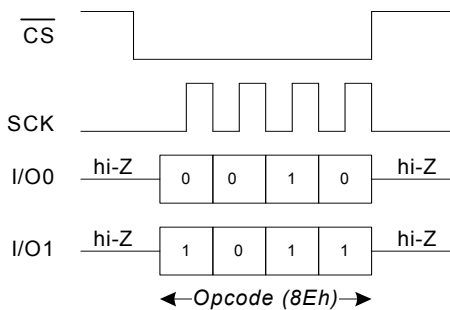 CS
SCK
I/O0 hi-Z 0 0 1 0 hi-Z
I/O1 hi-Z 1 0 1 1 hi-Z
Opcode (8Eh)